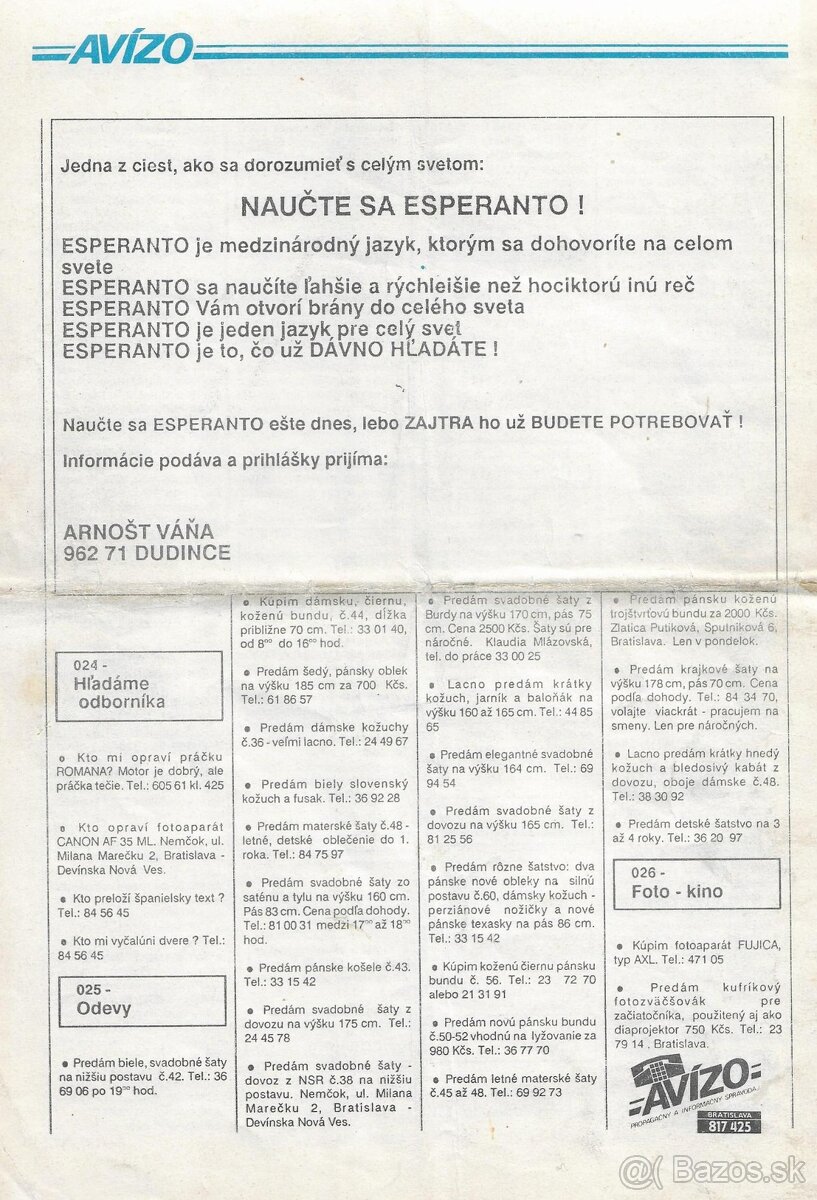 AVÍZO
Jedna z ciest, ako sa dorozumieť s celým svetom:
NAUČTE SA ESPERANTO !
ESPERANTO je medzinárodný jazyk, ktorým sa dohovoríte na celom
svete
ESPERANTO sa naučíte ľahšie a rýchleišie než hociktorú inú reč
ESPERANTO Vám otvorí brány do celého sveta
ESPERANTO je jeden jazyk pre celý svet
ESPERANTO je to, čo už DÁVNO HĽADÁTE !
Naučte sa ESPERANTO ešte dnes, lebo ZAJTRA ho už BUDETE POTREBOVAŤ !
Informácie podáva a prihlášky prijíma:
ARNOŠT VÁŇA
962 71 DUDINCE
024 -
Hľadáme
odborníka
• Kto mi opraví práčku
ROMANA? Motor je dobrý, ale
práčka tečie. Tel.: 605 61 kl. 425
• Kto opraví fotoaparát
CANON AF 35 ML. Nemčok, ul.
Milana Marečku 2, Bratislava -
Devínska Nová Ves.
• Kto preloží španielsky text ?
Tel.: 84 56 45
• Kto mi vyčalúni dvere ? Tel.:
84 56 45
025 -
Odevy
• Predám biele, svadobné šaty
na nižšiu postavu č.42. Tel.: 36
69 06 po 19⁰⁰ hod.
• Kúpim dámsku, čiernu,
koženú bundu, č.44, dĺžka
približne 70 cm. Tel.: 33 01 40,
od 8⁰⁰ do 16⁰⁰ hod.
• Predám šedý, pánsky oblek
na výšku 185 cm za 700 Kčs.
Tel.: 61 86 57
• Predám dámske kožuchy
č.36 - veľmi lacno. Tel.: 24 49 67
• Predám biely slovenský
kožuch a fusak. Tel.: 36 92 28
• Predám materské šaty č.48 -
letné, detské oblečenie do 1.
roka. Tel.: 84 75 97
• Predám svadobné šaty zo
saténu a tylu na výšku 160 cm.
Pás 83 cm. Cena podľa dohody.
Tel.: 81 00 31 medzi 17⁰⁰ až 18⁰⁰
hod.
• Predám pánske košele č.43.
Tel.: 33 15 42
• Predám svadobné šaty z
dovozu na výšku 175 cm. Tel.:
24 45 78
• Predám svadobné šaty -
dovoz z NSR č.38 na nižšiu
postavu. Nemčok, ul. Milana
Marečku 2, Bratislava -
Devínska Nová Ves.
• Predám svadobné šaty z
Burdy na výšku 170 cm, pás 75
cm. Cena 2500 Kčs. Šaty sú pre
náročné. Klaudia Mlázovská,
tel. do práce 33 00 25
• Lacno predám krátky
kožuch, jarník a baloňák na
výšku 160 až 165 cm. Tel.: 44 85
65
• Predám elegantné svadobné
šaty na výšku 164 cm. Tel.: 69
94 54
• Predám svadobné šaty z
dovozu na výšku 165 cm. Tel.:
81 25 56
• Predám rôzne šatstvo: dva
pánske nové obleky na silnú
postavu č.60, dámsky kožuch -
perziánové nožičky a nové
pánske texasky na pás 86 cm.
Tel.: 33 15 42
• Kúpim koženú čiernu pánsku
bundu č. 56. Tel.: 23 72 70
alebo 21 31 91
• Predám novú pánsku bundu
č.50-52 vhodnú na lyžovanie za
980 Kčs. Tel.: 36 77 70
• Predám letné materské šaty
č.45 až 48. Tel.: 69 92 73
• Predám pánsku koženú
trojštvrťovú bundu za 2000 Kčs.
Zlatica Putiková, Sputniková 6,
Bratislava. Len v pondelok.
• Predám krajkové šaty na
výšku 178 cm, pás 70 cm. Cena
podľa dohody. Tel.: 84 34 70,
volajte viackrát - pracujem na
smeny. Len pre náročných.
• Lacno predám krátky hnedý
kožuch a bledosivý kabát z
dovozu, oboje dámske č.48.
Tel.: 38 30 92
• Predám detské šatstvo na 3
až 4 roky. Tel.: 36 20 97
026 -
Foto - kino
• Kúpim fotoaparát FUJICA,
typ AXL. Tel.: 471 05
• Predám kufríkový
fotozväčšovák pre
začiatočníka, použitený aj ako
diaprojektor 750 Kčs. Tel.: 23
79 14 . Bratislava.
AVÍZO
PROPAGAČNÝ A INFORMAČNÝ SPRAVODAJ
BRATISLAVA
817 425
@( Bazos.sk